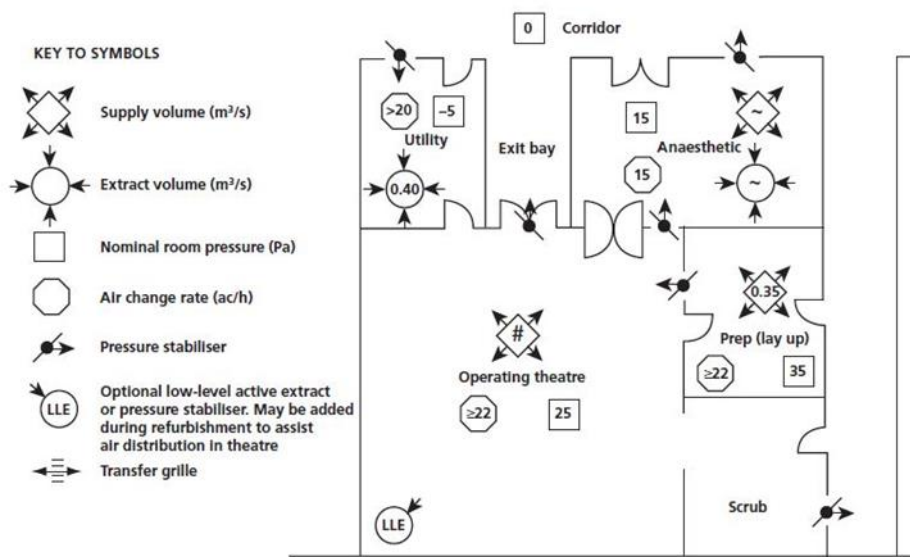 KEY TO SYMBOLS
Supply volume (m³/s)
Extract volume (m³/s)
Nominal room pressure (Pa)
Air change rate (ac/h)
Pressure stabiliser
LLE
Optional low-level active extract
or pressure stabiliser. May be added
during refurbishment to assist
air distribution in theatre
Transfer grille
0
Corridor
>20
–5
Utility
0.40
Exit bay
15
~
Anaesthetic
15
~
#
Operating theatre
≥22
25
0.35
Prep (lay up)
≥22
35
LLE
Scrub